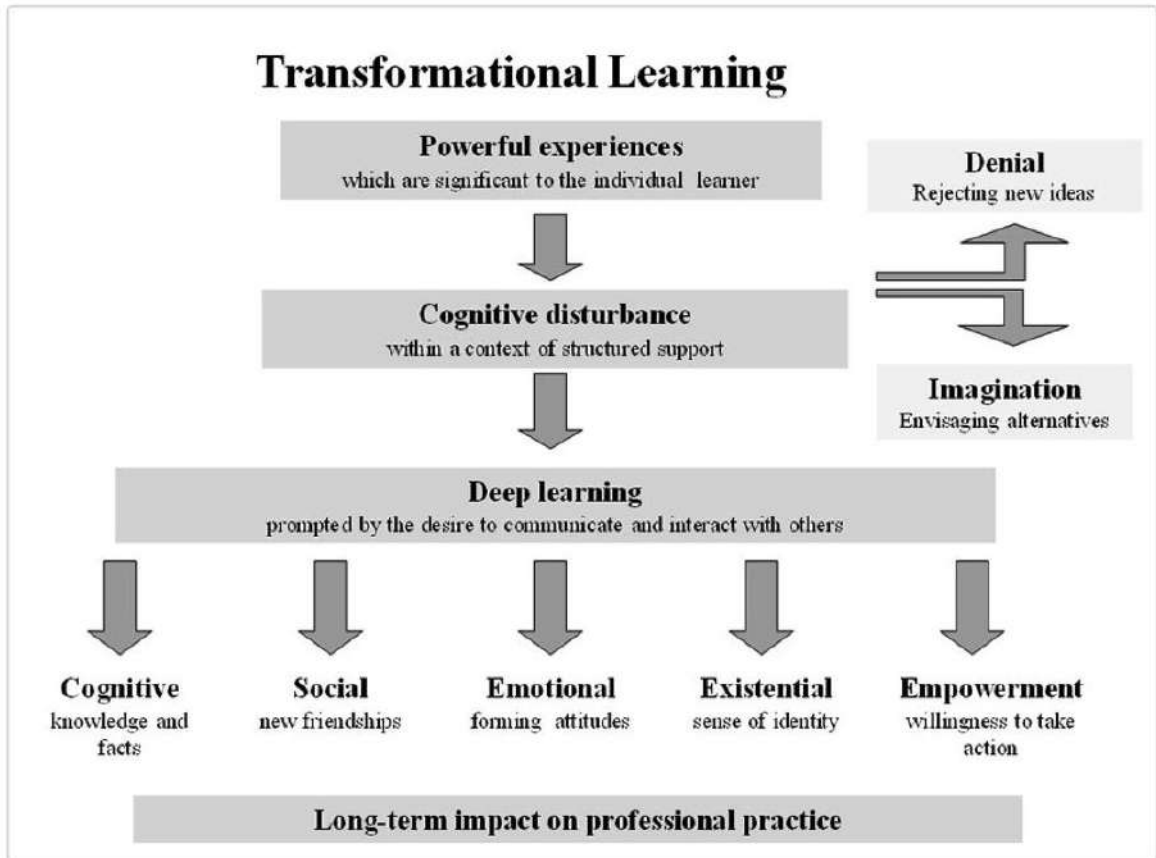 Transformational Learning
Powerful experiences
which are significant to the individual learner
Denial
Rejecting new ideas
Cognitive disturbance
within a context of structured support
Imagination
Envisaging alternatives
Deep learning
prompted by the desire to communicate and interact with others
Cognitive
knowledge and
facts
Social
new friendships
Emotional
forming attitudes
Existential
sense of identity
Empowerment
willingness to take
action
Long-term impact on professional practice